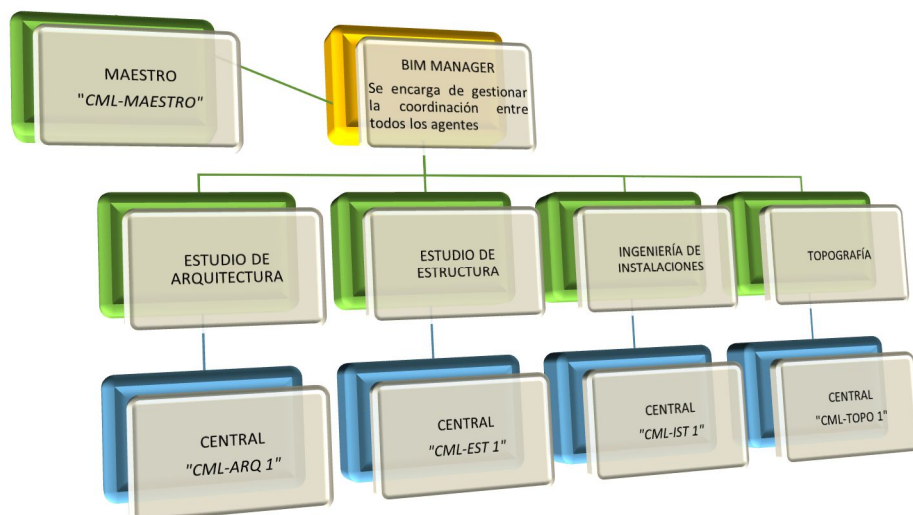 MAESTRO
"CML-MAESTRO"
BIM MANAGER
Se encarga de gestionar
la coordinación entre
todos los agentes
ESTUDIO DE
ARQUITECTURA
ESTUDIO DE
ESTRUCTURA
INGENIERÍA DE
INSTALACIONES
TOPOGRAFÍA
CENTRAL
"CML-ARQ 1"
CENTRAL
"CML-EST 1"
CENTRAL
"CML-IST 1"
CENTRAL
"CML-TOPO 1"